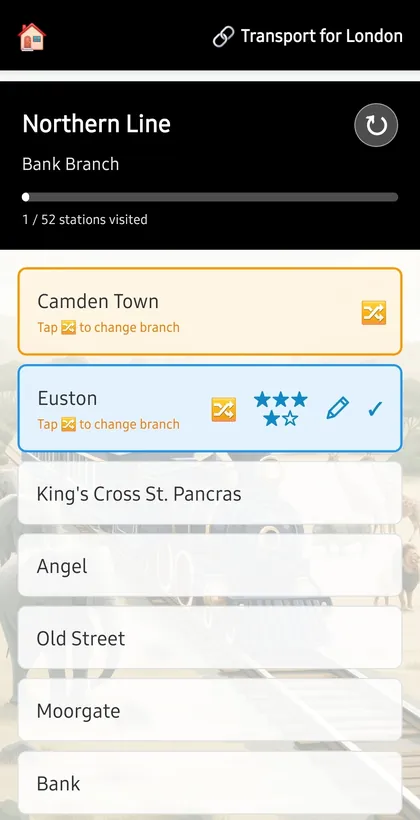 🔗 Transport for London
Northern Line
Bank Branch
1 / 52 stations visited
Camden Town
Tap 🔀 to change branch
Euston
Tap 🔀 to change branch
King's Cross St. Pancras
Angel
Old Street
Moorgate
Bank